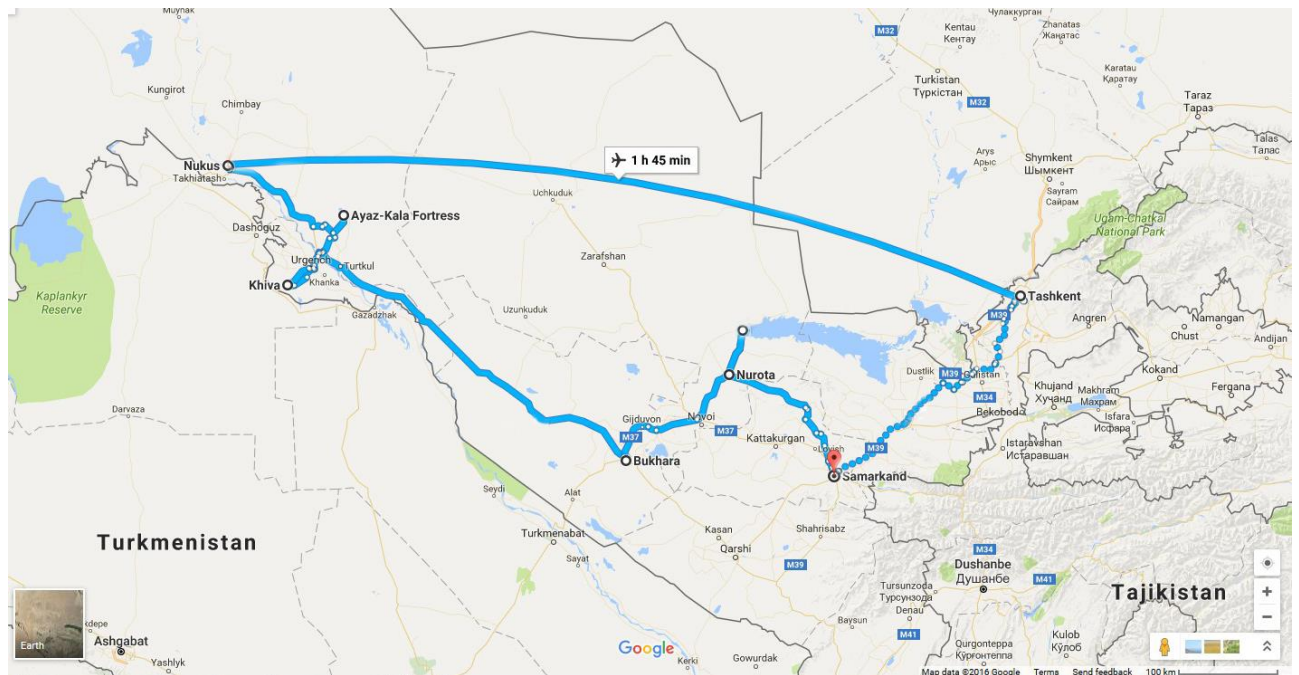 Muynak
Чулаккурган
Kentau
Кентау
Zhanatas
Жаңатас
M32
Karatau
Қаратау
Turkistan
Түркістан
Kungirot
Chimbay
M32
Taraz
Тараз
Talas
Талас
Arys
Арыс
Shymkent
Шымкент
Nukus
Takhiatash
1 h 45 min
Sayram
Сайрам
Uchkuduk
Ayaz-Kala Fortress
Dashoguz
Ugam-Chatkal
National Park
Urgench
Turtkul
Zarafshan
Khiva
Khanka
Kaplankyr
Reserve
Tashkent
Gazadzhak
Uzunkuduk
M39
Angren
Namangan
Chust
Andijan
Nurota
Dustlik
M39
Gulistan
Kokand
M34
Khujand
Хуҷанд
Makhram
Махрам
Fergana
Darvaza
Gijduvon
Navoi
Bekobod
Isfara
Исфара
M37
M37
Kattakurgan
M39
Istaravshan
Истаравшан
Bukhara
Samarkand
Seydi
Alat
Shahrisabz
Kasan
Turkmenistan
Turkmenabat
Qarshi
M34
Sayat
M39
Dushanbe
Душанбе
M41
Tursunzoda
Турсунзода
Tajikistan
Denau
Baysun
M41
Earth
Ashgabat
Yashlyk
Google
Kerki
Gowurdak
Qurgonteppa
Қӯрғонтеппа
Kulob
Кӯлоб
Map data ©2016 Google
Terms
Send feedback
100 km